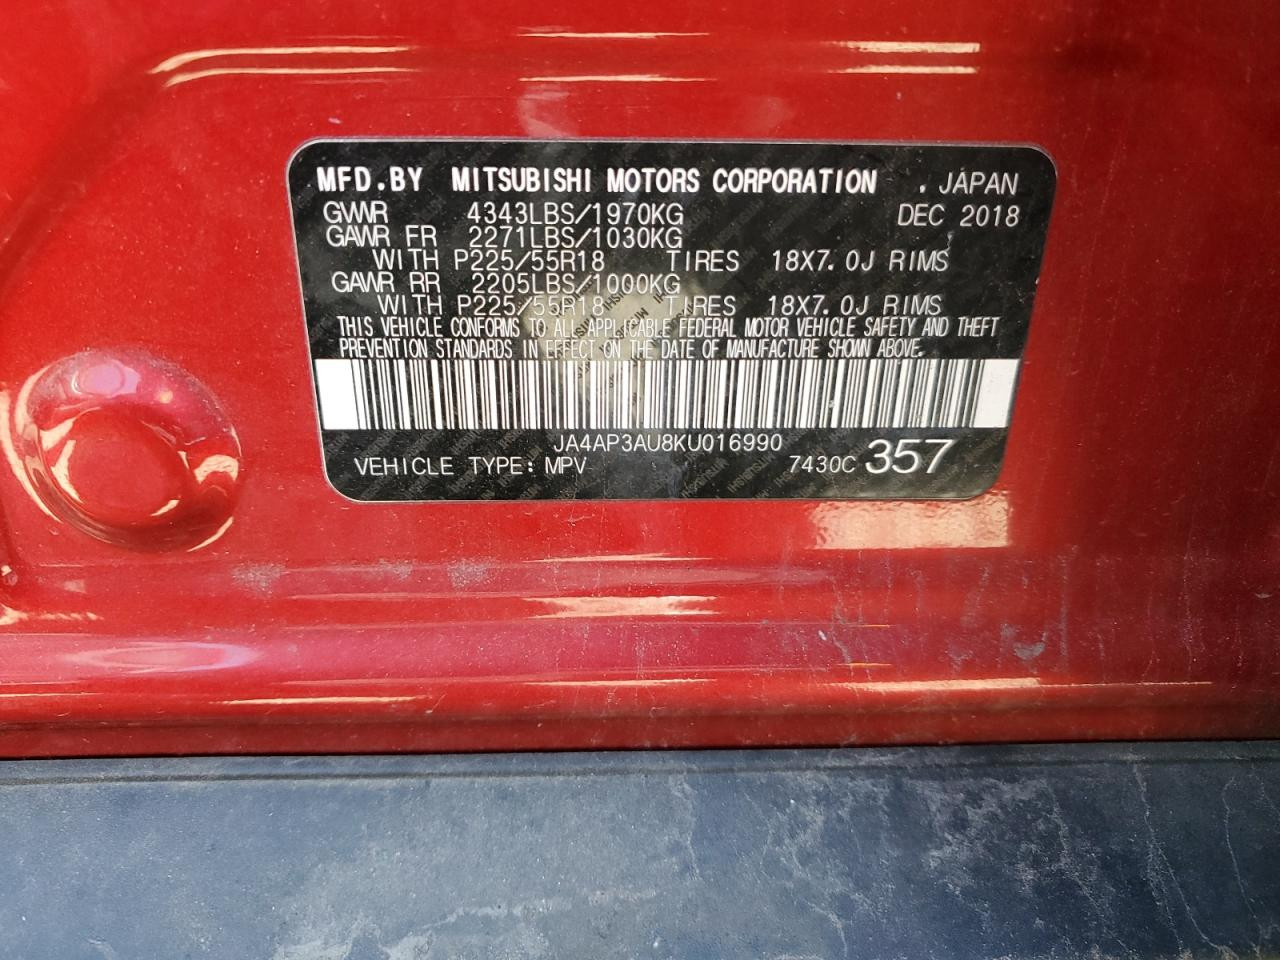 MFD.BY MITSUBISHI MOTORS CORPORATION . JAPAN
GVWR 4343LBS/1970KG DEC 2018
GAWR FR 2271LBS/1030KG
WITH P225/55R18 TIRES 18X7.0J RIMS
GAWR RR 2205LBS/1000KG
WITH P225/55R18 TIRES 18X7.0J RIMS
THIS VEHICLE CONFORMS TO ALL APPLICABLE FEDERAL MOTOR VEHICLE SAFETY AND THEFT
PREVENTION STANDARDS IN EFFECT ON THE DATE OF MANUFACTURE SHOWN ABOVE.
JA4AP3AU8KU016990
VEHICLE TYPE: MPV 7430C 357